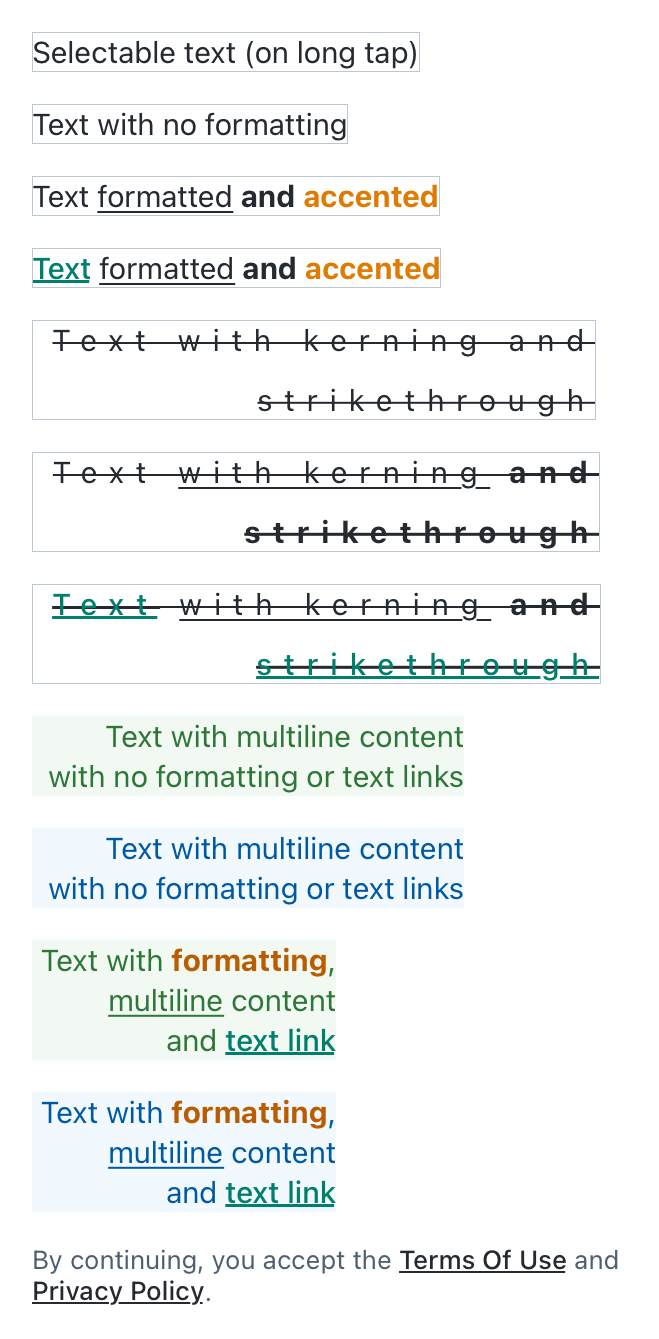 Selectable text (on long tap)
Text with no formatting
Text formatted and accented
Text formatted and accented
Text with kerning and
strikethrough
Text with kerning and
strikethrough
Text with kerning and
strikethrough
Text with multiline content
with no formatting or text links
Text with multiline content
with no formatting or text links
Text with formatting,
multiline content
and text link
Text with formatting,
multiline content
and text link
By continuing, you accept the Terms Of Use and
Privacy Policy.